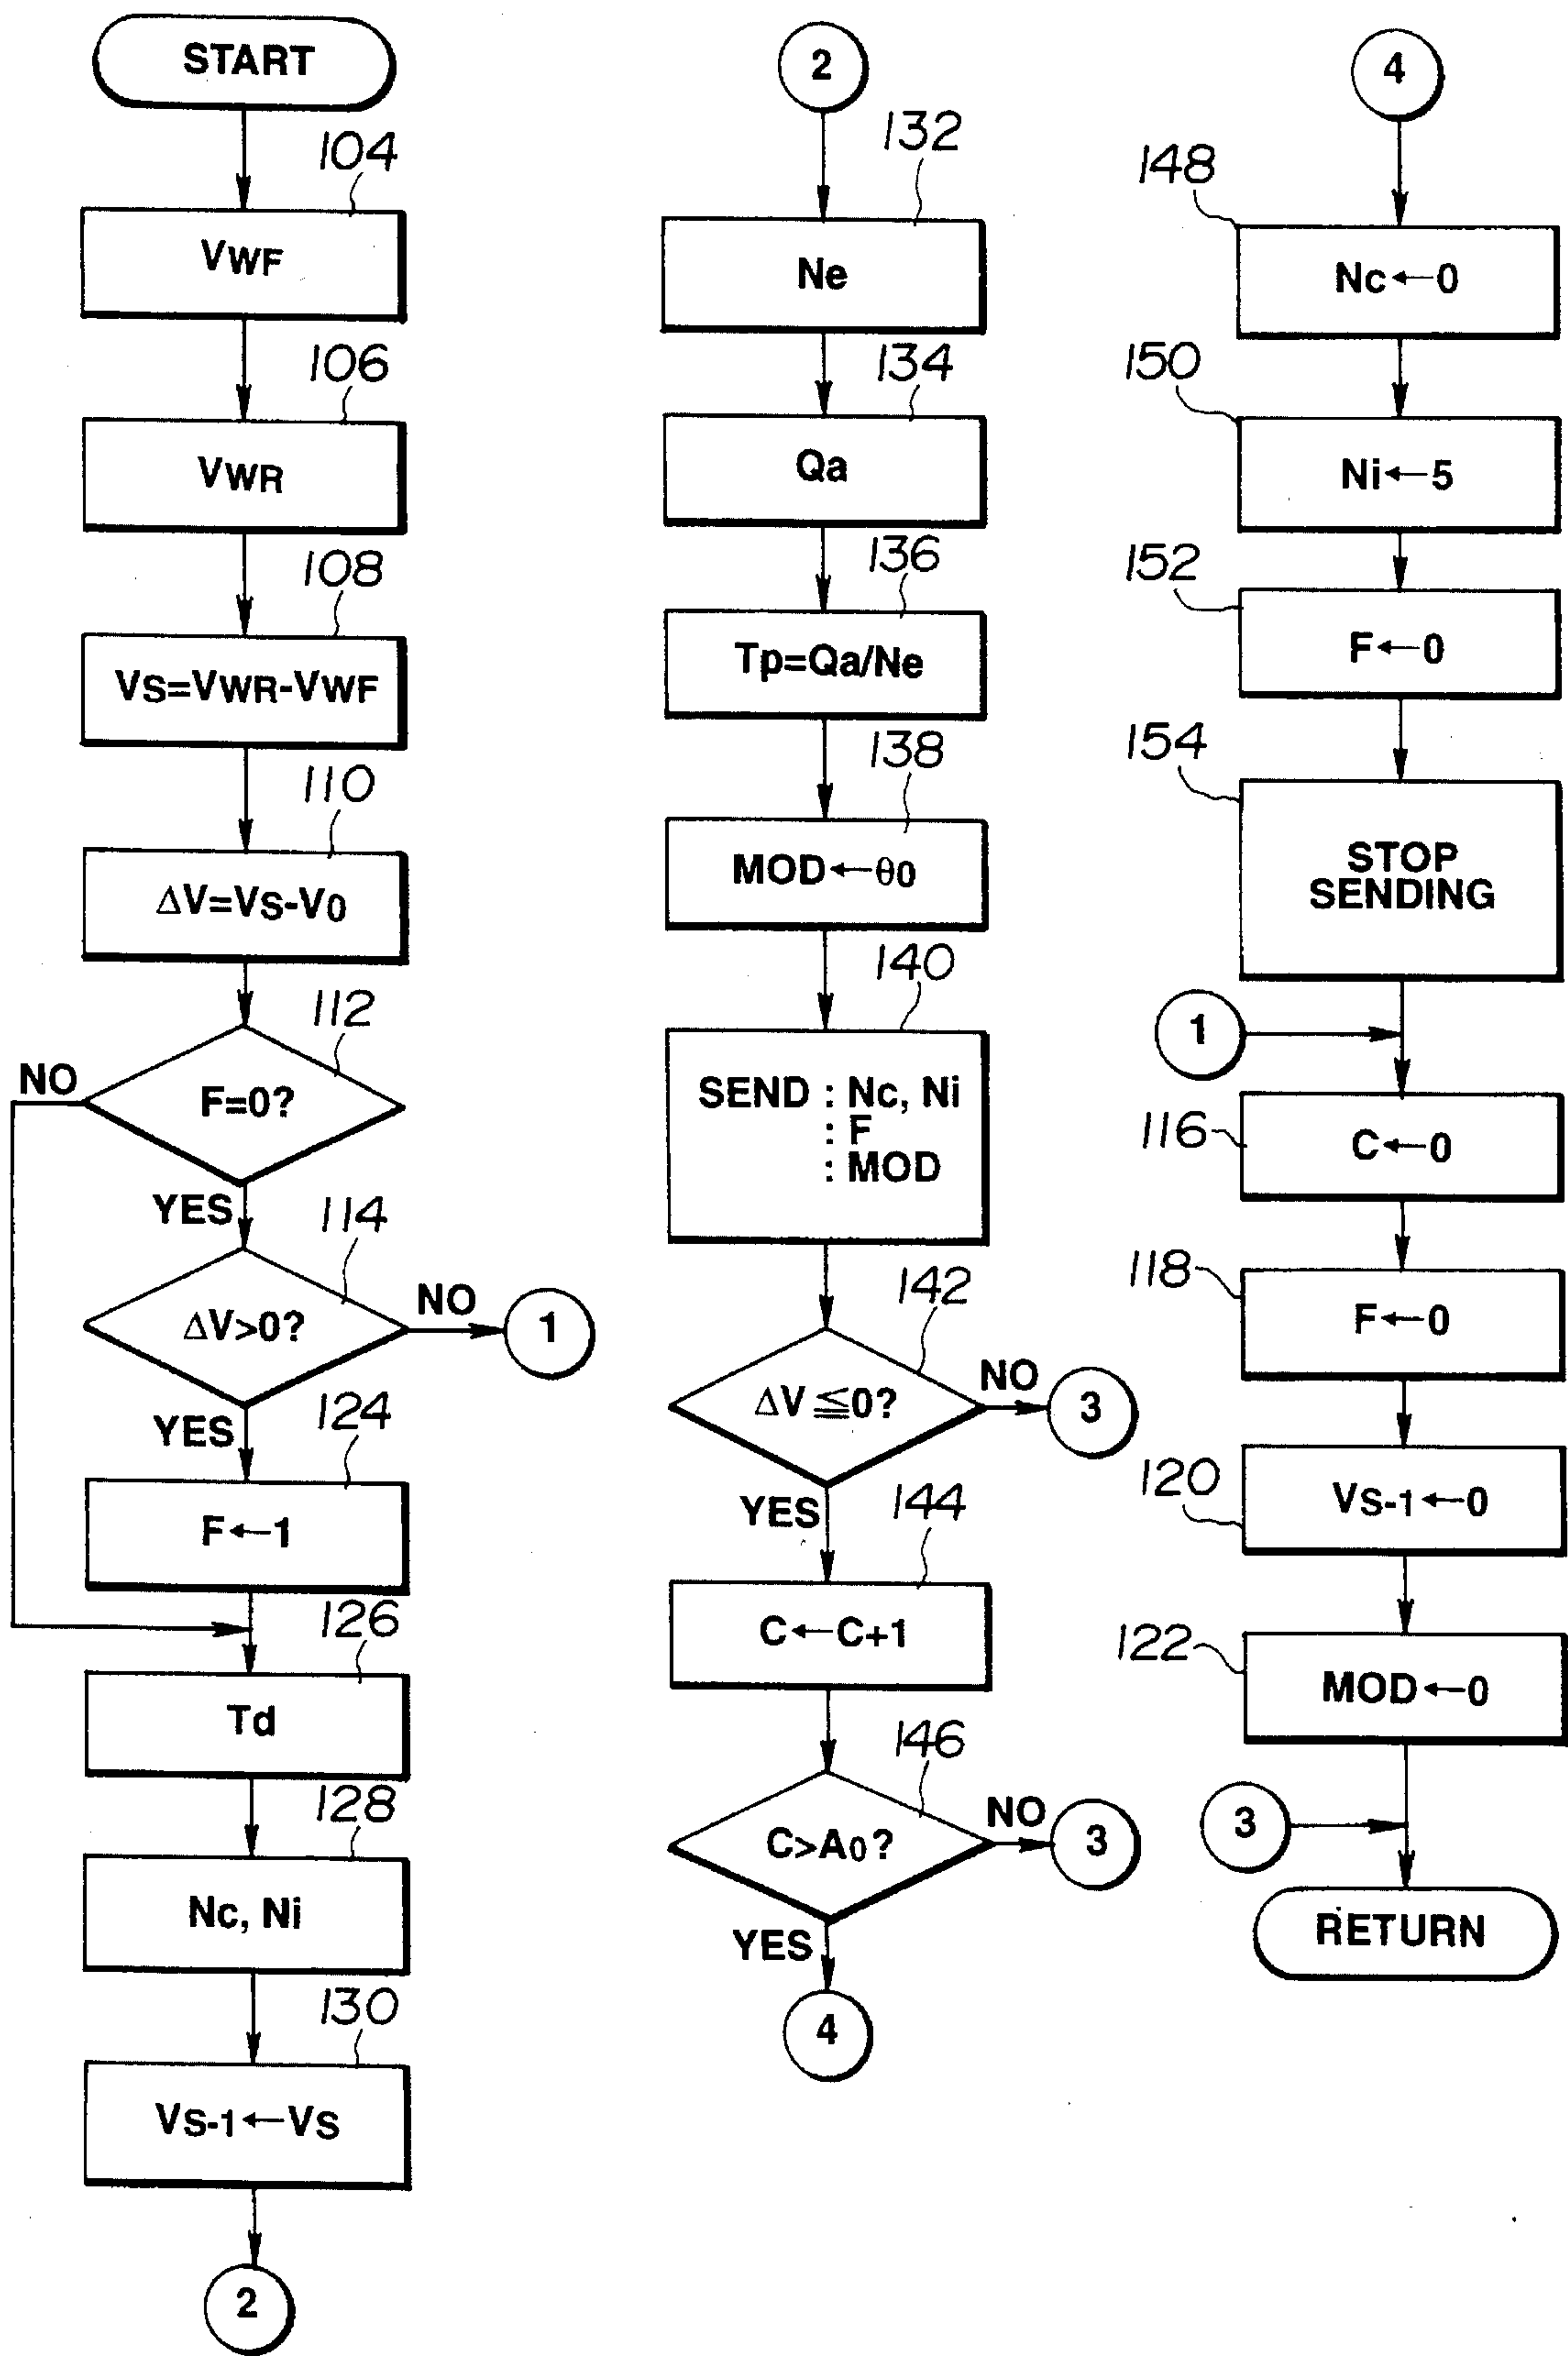 START
104
VWF
106
VWR
108
VS=VWR-VWF
110
ΔV=VS-V0
112
NO
F=0?
YES
114
ΔV>0?
NO
1
YES
124
F←1
126
Td
128
Nc, Ni
130
VS-1←VS
2
2
132
Ne
134
Qa
136
Tp=Qa/Ne
138
MOD←θ0
140
SEND : Nc, Ni
: F
: MOD
142
ΔV≦0?
NO
3
YES
144
C←C+1
146
C>A0?
NO
3
YES
4
4
148
Nc←0
150
Ni←5
152
F←0
154
STOP
SENDING
1
116
C←0
118
F←0
120
VS-1←0
122
MOD←0
3
RETURN